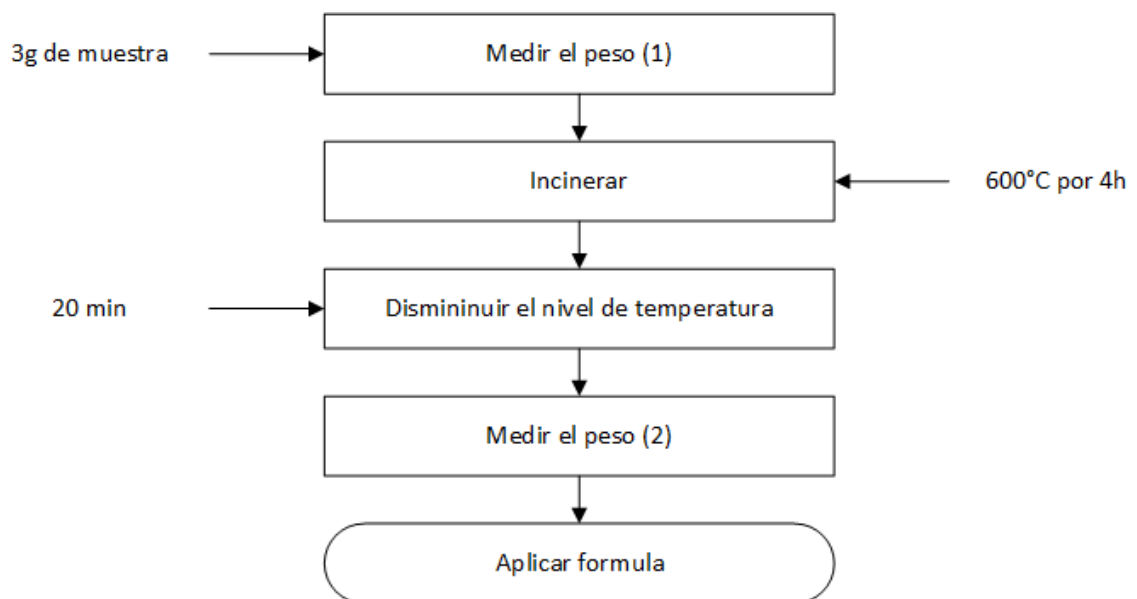 3g de muestra
Medir el peso (1)
Incinerar
600°C por 4h
20 min
Dismininuir el nivel de temperatura
Medir el peso (2)
Aplicar formula